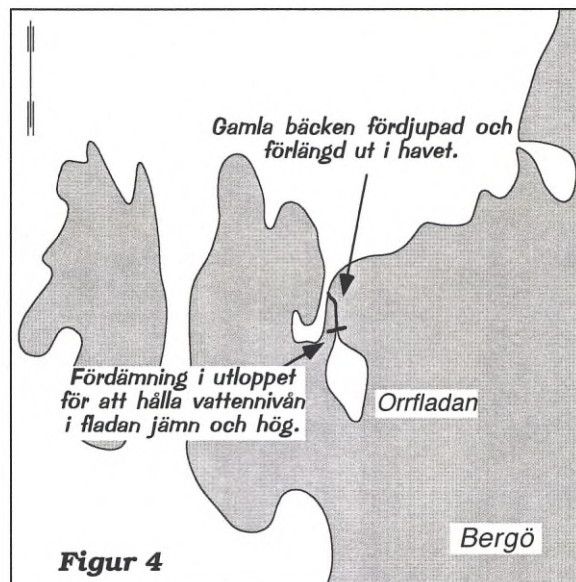 Gamla bäcken fördjupad och
förlängd ut i havet.
Fördämning i utloppet
för att hålla vattennivån
i fladan jämn och hög.
Orrfladan
Bergö
Figur 4